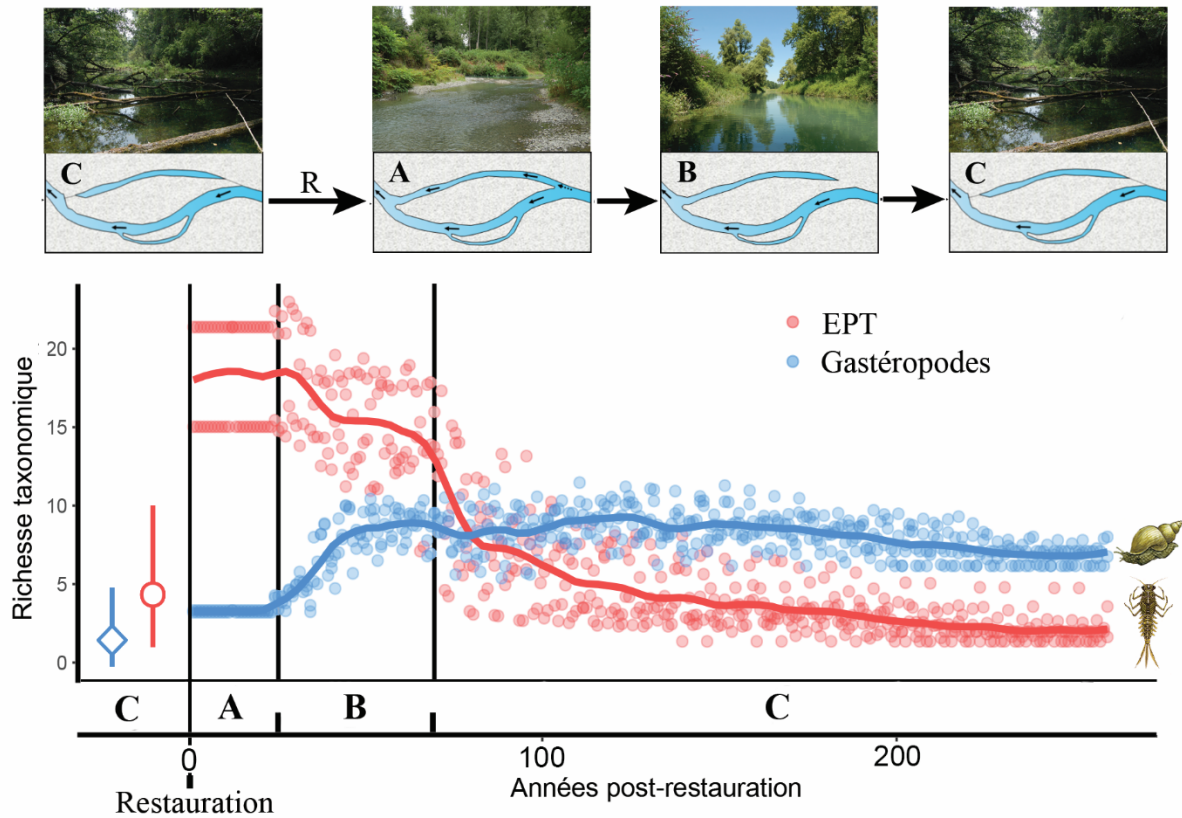 C
R
A
B
C
Richesse taxonomique
20
15
10
5
0
EPT
Gastéropodes
C
A
B
C
0
100
200
Années post-restauration
Restauration